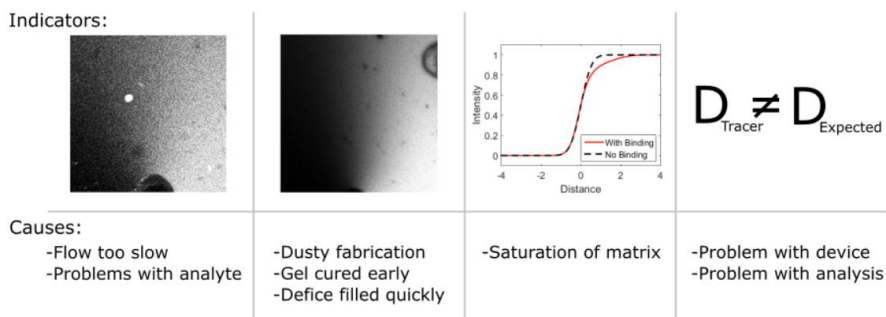 Indicators:
1
0.8
0.6
0.4
0.2
0
Intensity
With Binding
No Binding
-4
-2
0
2
4
Distance
D Tracer ≠ D Expected
Causes:
-Flow too slow
-Problems with analyte
-Dusty fabrication
-Gel cured early
-Defice filled quickly
-Saturation of matrix
-Problem with device
-Problem with analysis